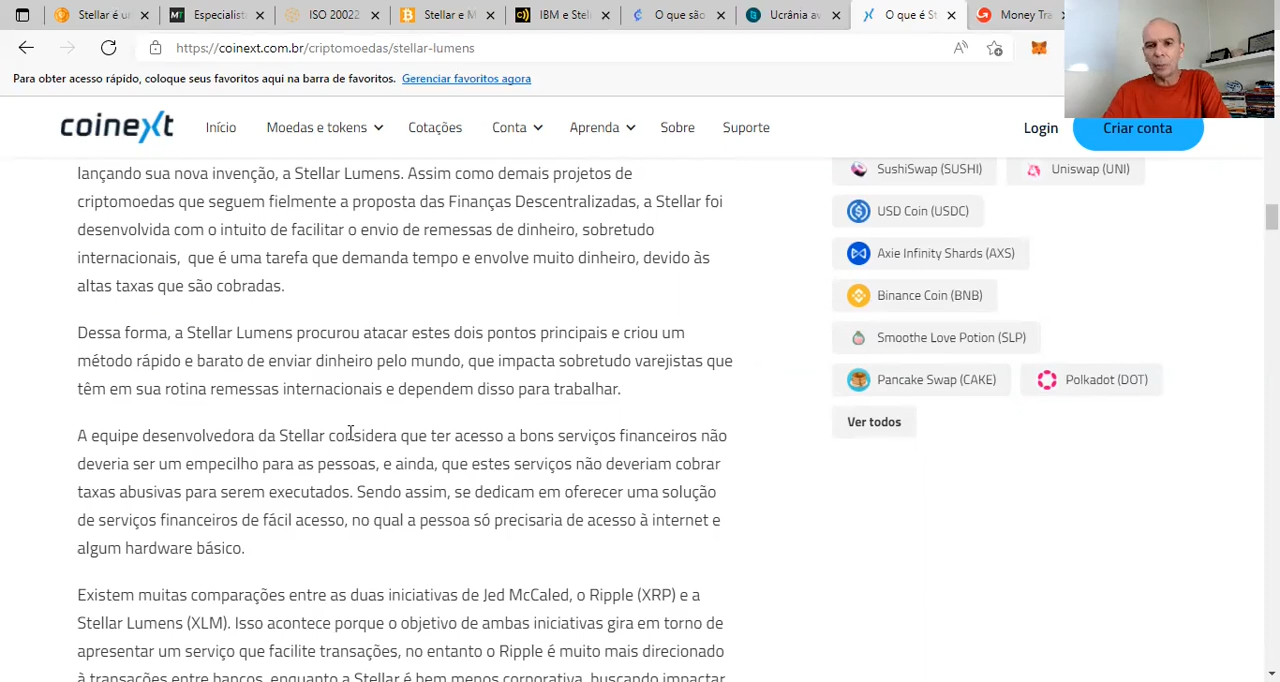 Stellar é ur
Especialist
ISO 20022
Stellar e M
IBM e Stel
O que são
Ucrânia av
O que é St
Money Tra
https://coinext.com.br/criptomoedas/stellar-lumens
Para obter acesso rápido, coloque seus favoritos aqui na barra de favoritos. Gerenciar favoritos agora
coinext
Início
Moedas e tokens
Cotações
Conta
Aprenda
Sobre
Suporte
Login
Criar conta
lançando sua nova invenção, a Stellar Lumens. Assim como demais projetos de
criptomoedas que seguem fielmente a proposta das Finanças Descentralizadas, a Stellar foi
desenvolvida com o intuito de facilitar o envio de remessas de dinheiro, sobretudo
internacionais, que é uma tarefa que demanda tempo e envolve muito dinheiro, devido às
altas taxas que são cobradas.
Dessa forma, a Stellar Lumens procurou atacar estes dois pontos principais e criou um
método rápido e barato de enviar dinheiro pelo mundo, que impacta sobretudo varejistas que
têm em sua rotina remessas internacionais e dependem disso para trabalhar.
A equipe desenvolvedora da Stellar considera que ter acesso a bons serviços financeiros não
deveria ser um empecilho para as pessoas, e ainda, que estes serviços não deveriam cobrar
taxas abusivas para serem executados. Sendo assim, se dedicam em oferecer uma solução
de serviços financeiros de fácil acesso, no qual a pessoa só precisaria de acesso à internet e
algum hardware básico.
Existem muitas comparações entre as duas iniciativas de Jed McCaled, o Ripple (XRP) e a
Stellar Lumens (XLM). Isso acontece porque o objetivo de ambas iniciativas gira em torno de
apresentar um serviço que facilite transações, no entanto o Ripple é muito mais direcionado
à transações entre bancos, enquanto a Stellar é bem menos corporativa, buscando impactar
SushiSwap (SUSHI)
Uniswap (UNI)
USD Coin (USDC)
Axie Infinity Shards (AXS)
Binance Coin (BNB)
Smoothe Love Potion (SLP)
Pancake Swap (CAKE)
Polkadot (DOT)
Ver todos